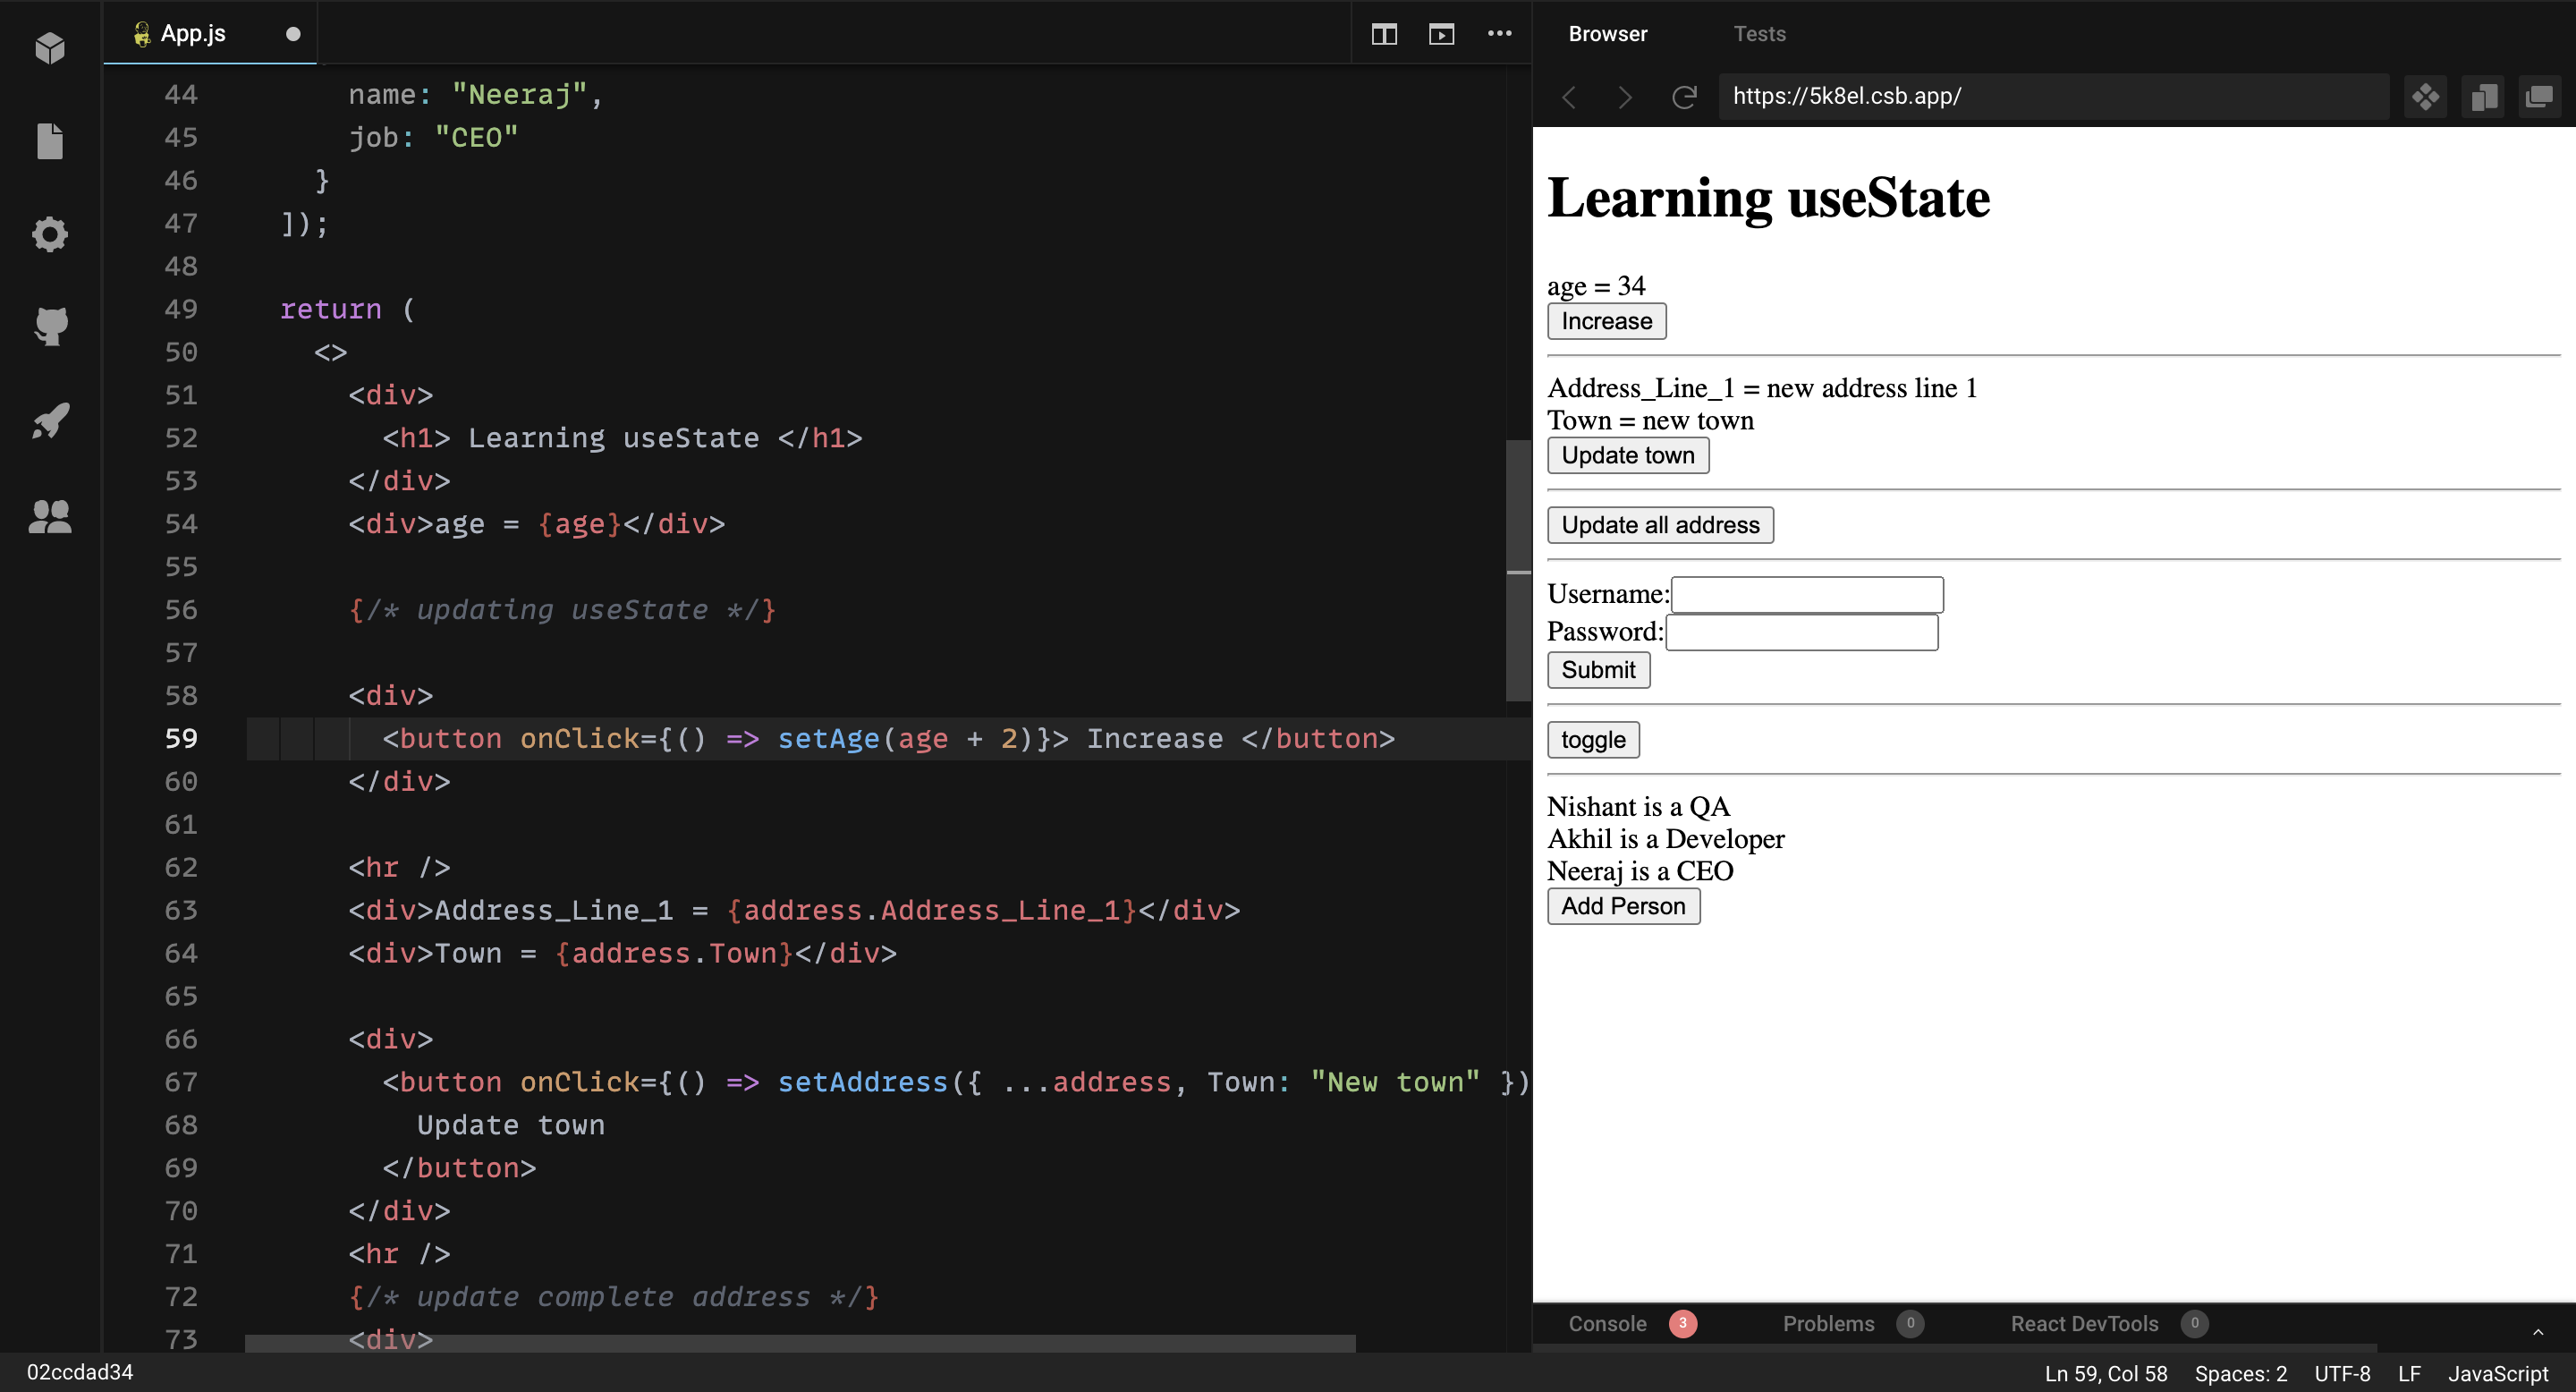 App.js
44 name: "Neeraj",
45 job: "CEO"
46 }
47 ]);
48
49 return (
50 <>
51 <div>
52 <h1> Learning useState </h1>
53 </div>
54 <div>age = {age}</div>
55
56 {/* updating useState */}
57
58 <div>
59 <button onClick={() => setAge(age + 2)}> Increase </button>
60 </div>
61
62 <hr />
63 <div>Address_Line_1 = {address.Address_Line_1}</div>
64 <div>Town = {address.Town}</div>
65
66 <div>
67 <button onClick={() => setAddress({ ...address, Town: "New town" })
68 Update town
69 </button>
70 </div>
71 <hr />
72 {/* update complete address */}
73 <div>
Browser Tests
https://5k8el.csb.app/
Learning useState
age = 34
Increase
Address_Line_1 = new address line 1
Town = new town
Update town
Update all address
Username:
Password:
Submit
toggle
Nishant is a QA
Akhil is a Developer
Neeraj is a CEO
Add Person
Console 3 Problems 0 React DevTools 0
02ccdad34 Ln 59, Col 58 Spaces: 2 UTF-8 LF JavaScript